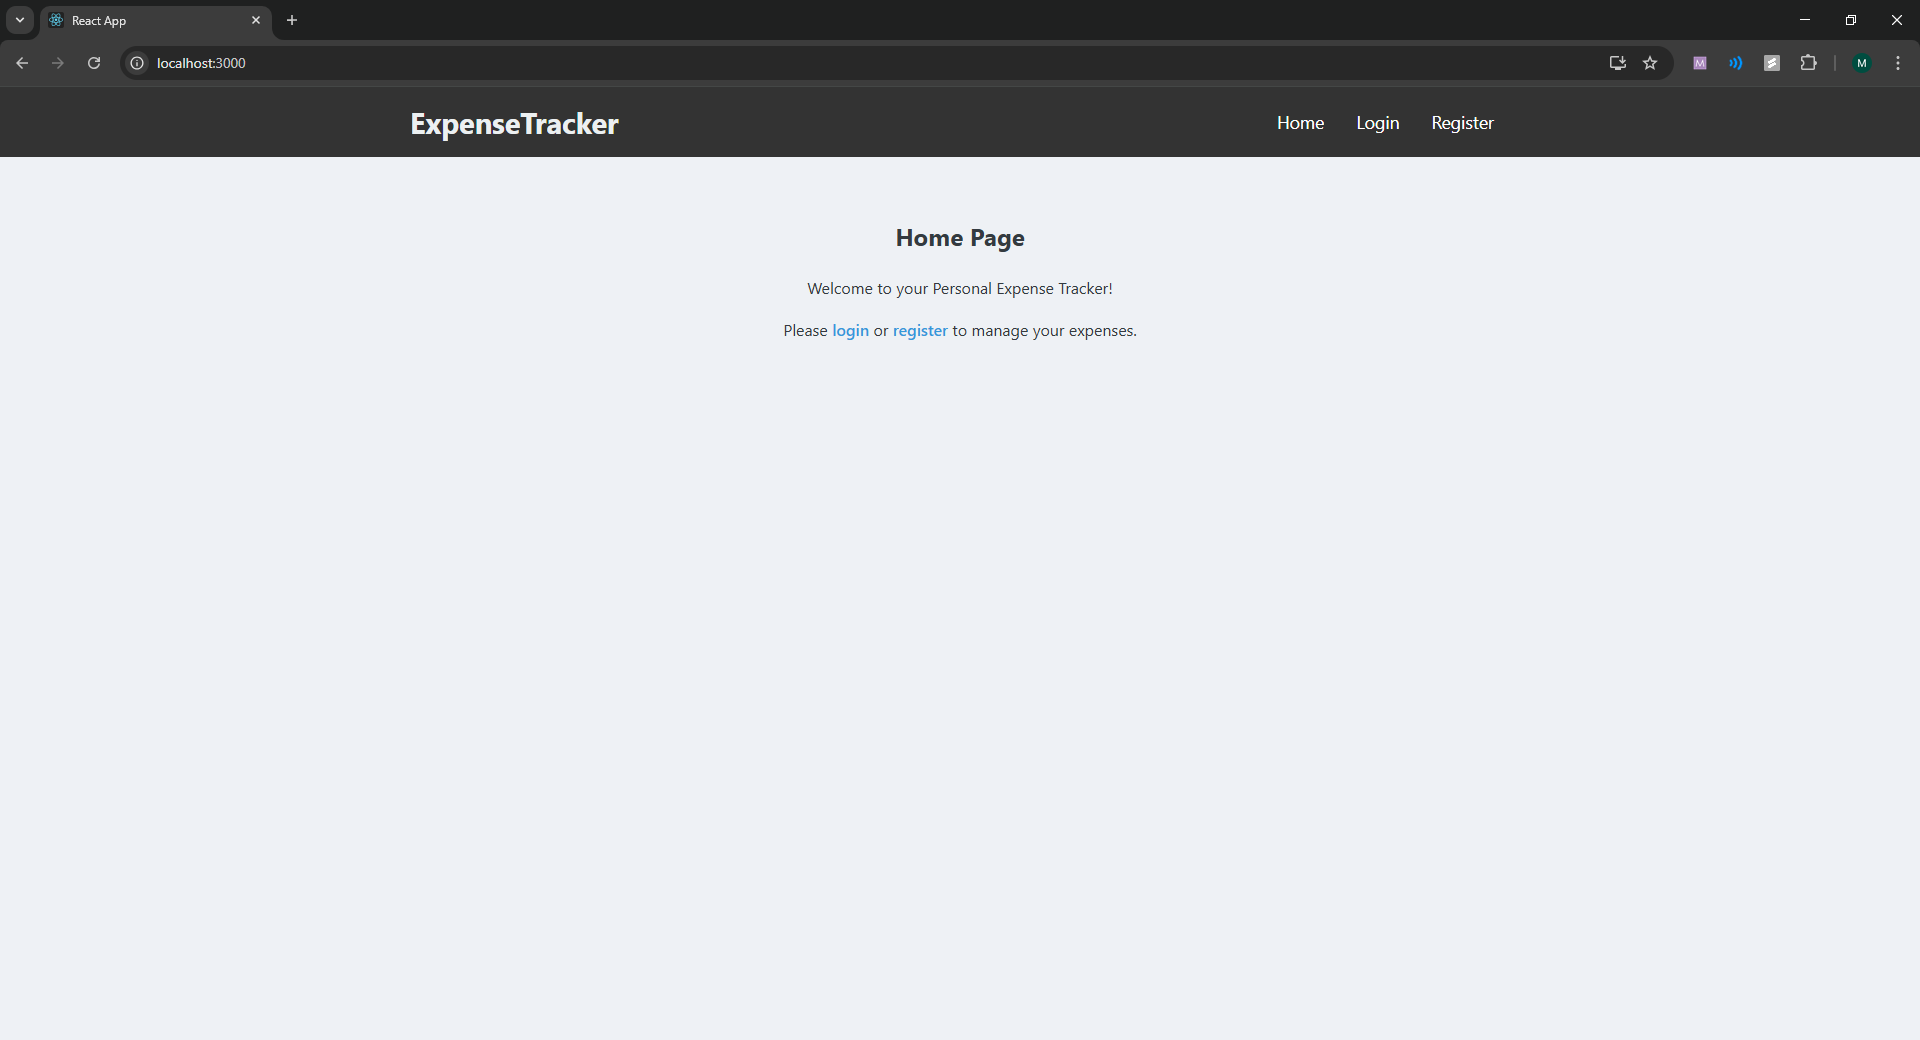 React App
localhost:3000
M
M
ExpenseTracker
Home
Login
Register
Home Page
Welcome to your Personal Expense Tracker!
Please login or register to manage your expenses.